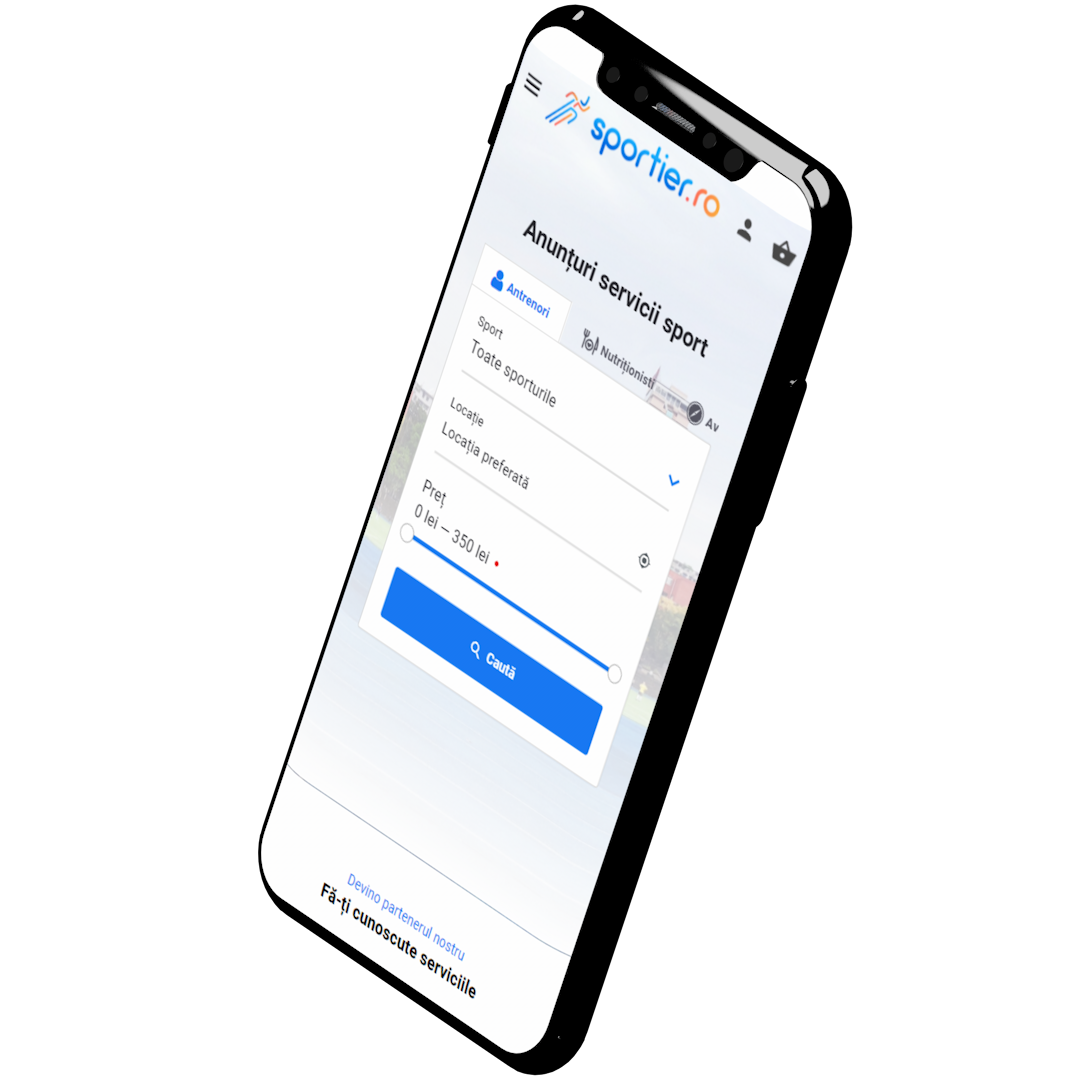 sportier.ro
Anunțuri servicii sport
Antrenori
Nutriționisti
Av
Sport
Toate sporturile
Locație
Locația preferată
Preț
0 lei – 350 lei
Caută
Devino partenerul nostru
Fă-ți cunoscute serviciile